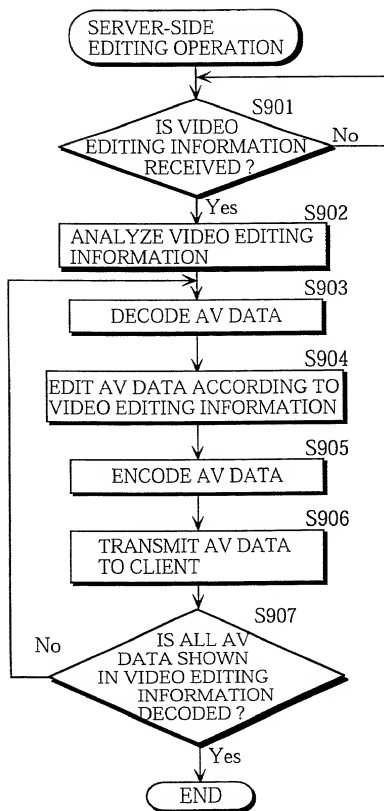 SERVER-SIDE
EDITING OPERATION
S901
IS VIDEO
EDITING INFORMATION
RECEIVED ?
No
Yes
S902
ANALYZE VIDEO EDITING
INFORMATION
S903
DECODE AV DATA
S904
EDIT AV DATA ACCORDING TO
VIDEO EDITING INFORMATION
S905
ENCODE AV DATA
S906
TRANSMIT AV DATA
TO CLIENT
S907
No
IS ALL AV
DATA SHOWN
IN VIDEO EDITING
INFORMATION
DECODED ?
Yes
END